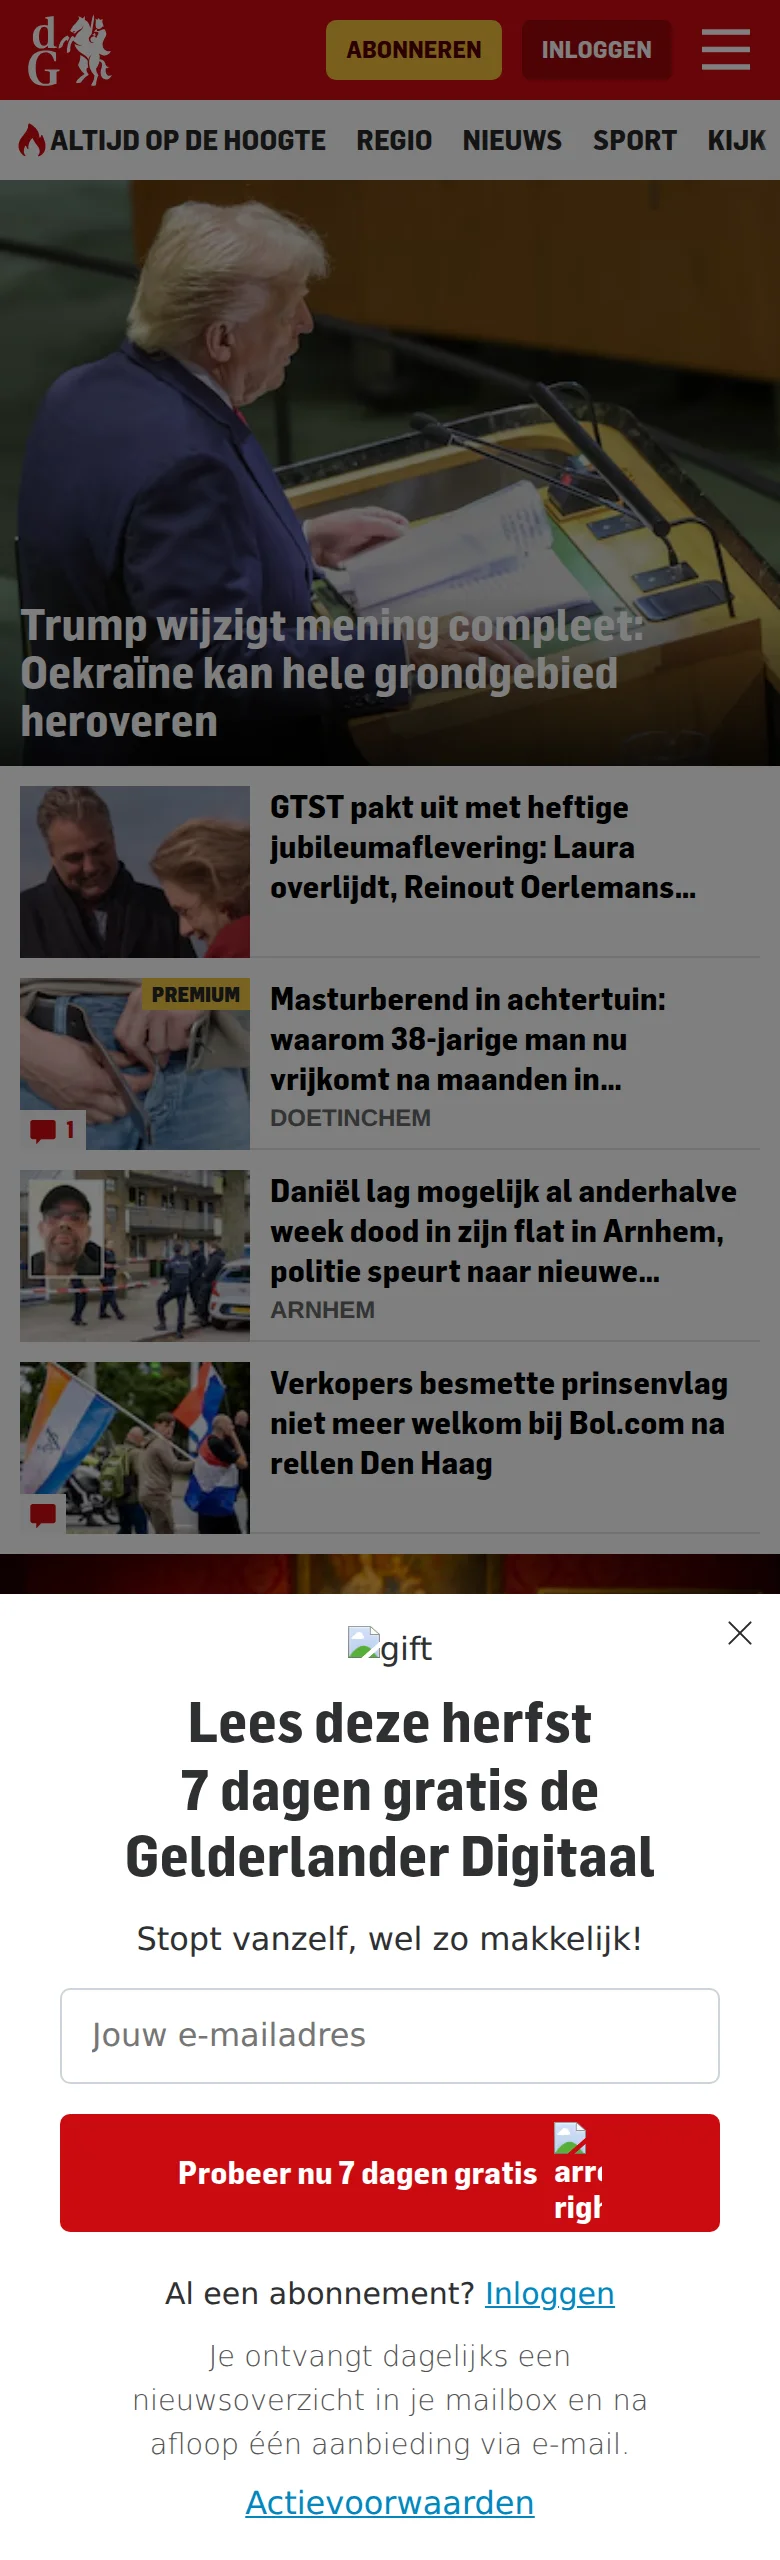 dG
ABONNEREN
INLOGGEN
ALTIJD OP DE HOOGTE REGIO NIEUWS SPORT KIJK
Trump wijzigt mening compleet:
Oekraïne kan hele grondgebied
heroveren
GTST pakt uit met heftige
jubileumaflevering: Laura
overlijdt, Reinout Oerlemans...
PREMIUM
1
Masturberend in achtertuin:
waarom 38-jarige man nu
vrijkomt na maanden in...
DOETINCHEM
Daniël lag mogelijk al anderhalve
week dood in zijn flat in Arnhem,
politie speurt naar nieuwe...
ARNHEM
Verkopers besmette prinsenvlag
niet meer welkom bij Bol.com na
rellen Den Haag
gift
Lees deze herfst
7 dagen gratis de
Gelderlander Digitaal
Stopt vanzelf, wel zo makkelijk!
Jouw e-mailadres
Probeer nu 7 dagen gratis
Al een abonnement? Inloggen
Je ontvangt dagelijks een
nieuwsoverzicht in je mailbox en na
afloop één aanbieding via e-mail.
Actievoorwaarden